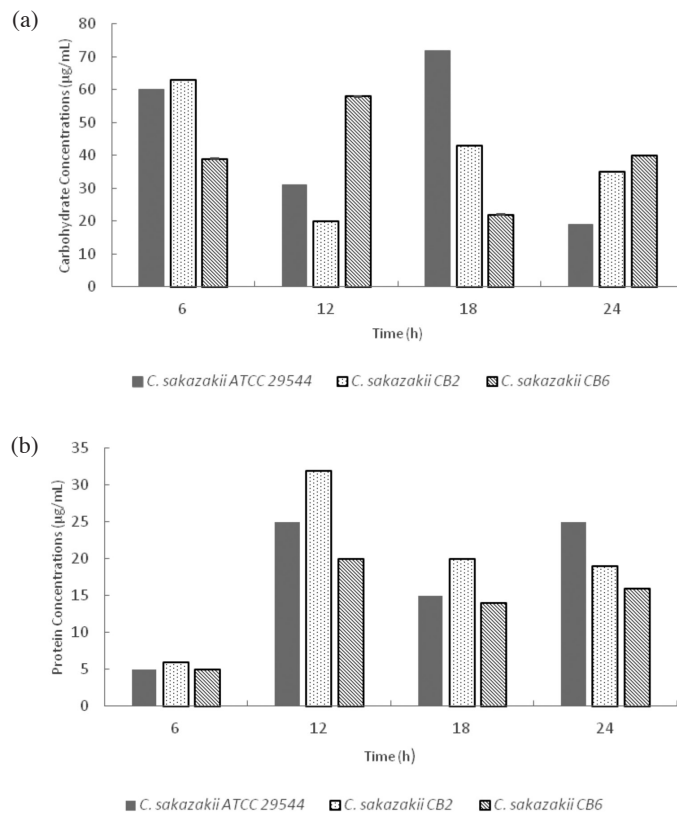 (a)
Carbohydrate Concentrations (µg/mL)
80
70
60
50
40
30
20
10
0
6 12 18 24
Time (h)
C. sakazakii ATCC 29544 C. sakazakii CB2 C. sakazakii CB6
(b)
Protein Concentrations (µg/mL)
35
30
25
20
15
10
5
0
6 12 18 24
Time (h)
C. sakazakii ATCC 29544 C. sakazakii CB2 C. sakazakii CB6